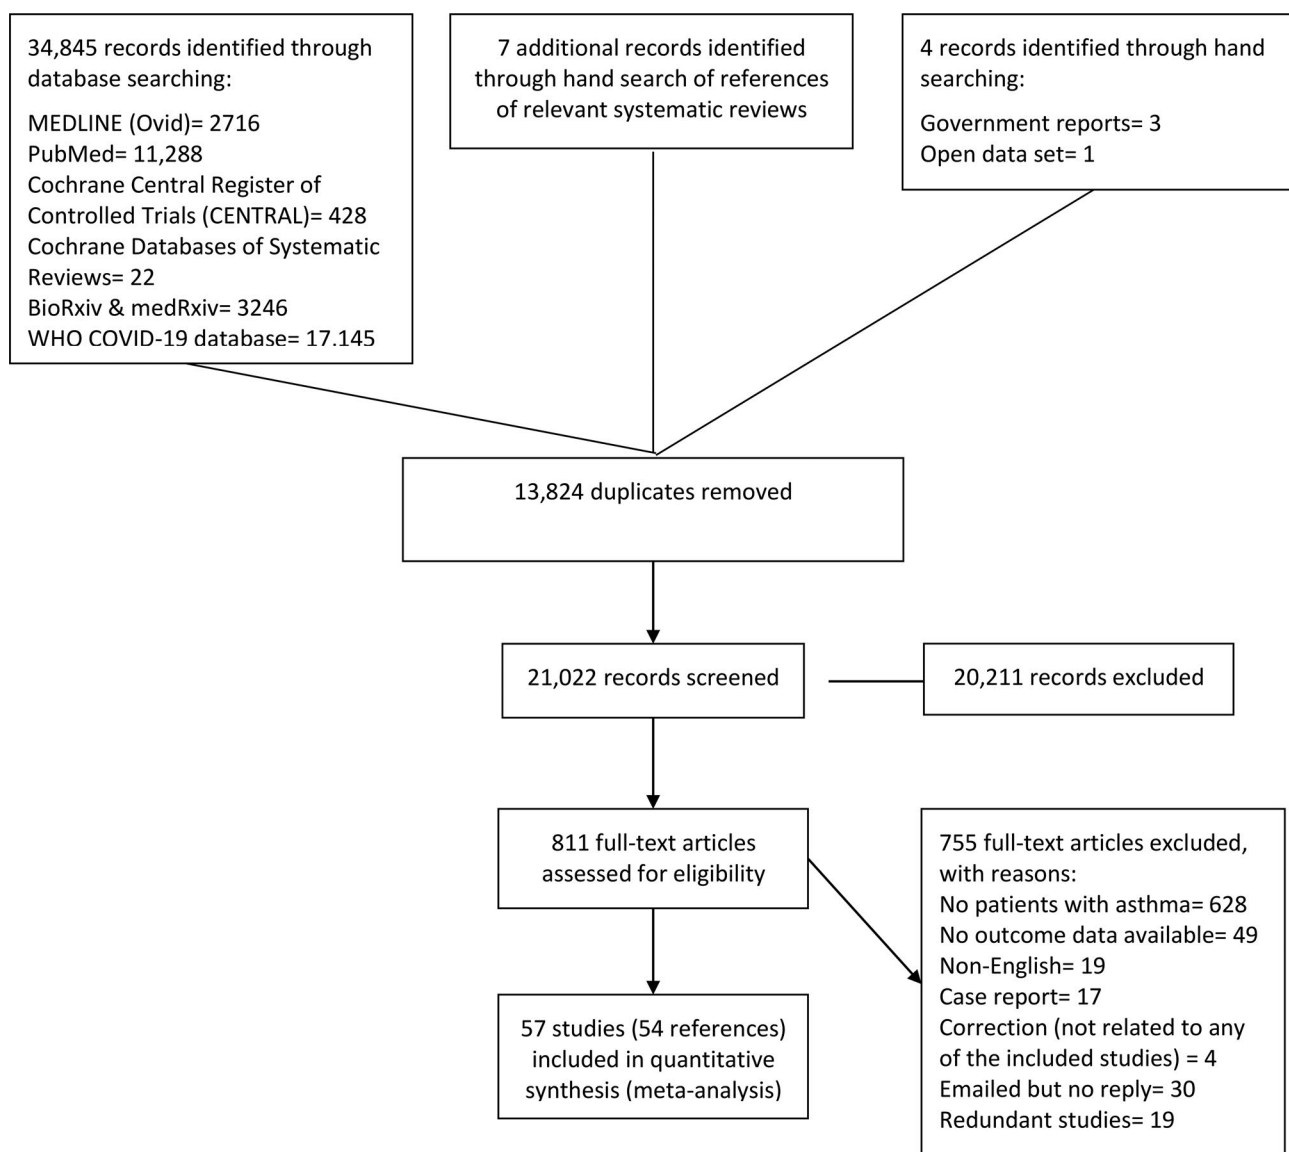 34,845 records identified through
database searching:
MEDLINE (Ovid)= 2716
PubMed= 11,288
Cochrane Central Register of
Controlled Trials (CENTRAL)= 428
Cochrane Databases of Systematic
Reviews= 22
BioRxiv & medRxiv= 3246
WHO COVID-19 database= 17,145
7 additional records identified
through hand search of references
of relevant systematic reviews
4 records identified through hand
searching:
Government reports= 3
Open data set= 1
13,824 duplicates removed
21,022 records screened
20,211 records excluded
811 full-text articles
assessed for eligibility
755 full-text articles excluded,
with reasons:
No patients with asthma= 628
No outcome data available= 49
Non-English= 19
Case report= 17
Correction (not related to any
of the included studies) = 4
Emailed but no reply= 30
Redundant studies= 19
57 studies (54 references)
included in quantitative
synthesis (meta-analysis)